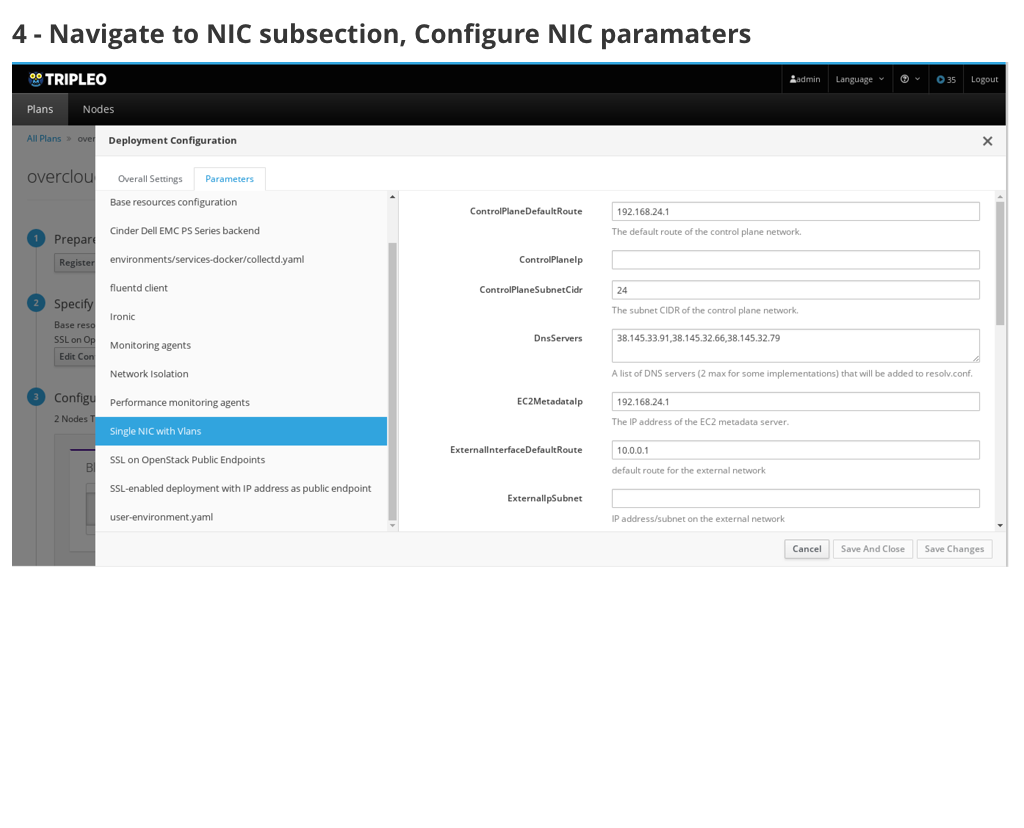 4 - Navigate to NIC subsection, Configure NIC paramaters
TRIPLEO
admin
Language
35
Logout
Plans
Nodes
All Plans > over
Deployment Configuration
overclou
Overall Settings
Parameters
1
Prepare
Register
2
Specify
Base reso
SSL on Op
Edit Con
3
Configu
2 Nodes T
Bl
Base resources configuration
Cinder Dell EMC PS Series backend
environments/services-docker/collectd.yaml
fluentd client
Ironic
Monitoring agents
Network Isolation
Performance monitoring agents
Single NIC with Vlans
SSL on OpenStack Public Endpoints
SSL-enabled deployment with IP address as public endpoint
user-environment.yaml
ControlPlaneDefaultRoute
192.168.24.1
The default route of the control plane network.
ControlPlaneIp
ControlPlaneSubnetCidr
24
The subnet CIDR of the control plane network.
DnsServers
38.145.33.91,38.145.32.66,38.145.32.79
A list of DNS servers (2 max for some implementations) that will be added to resolv.conf.
EC2MetadataIp
192.168.24.1
The IP address of the EC2 metadata server.
ExternalInterfaceDefaultRoute
10.0.0.1
default route for the external network
ExternalIpSubnet
IP address/subnet on the external network
Cancel
Save And Close
Save Changes